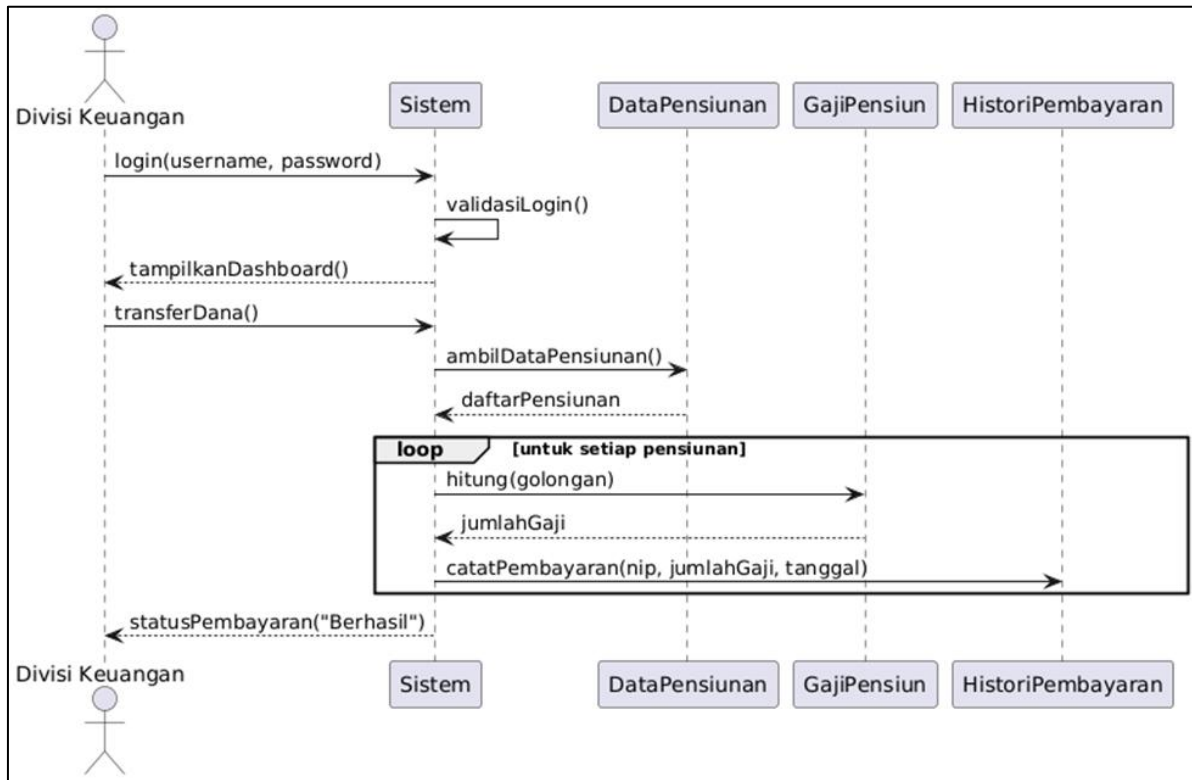 Divisi Keuangan
Sistem
DataPensiunan
GajiPensiun
HistoriPembayaran
login(username, password)
validasiLogin()
tampilkanDashboard()
transferDana()
ambilDataPensiunan()
daftarPensiunan
loop
[untuk setiap pensiunan]
hitung(golongan)
jumlahGaji
catatPembayaran(nip, jumlahGaji, tanggal)
statusPembayaran("Berhasil")
Divisi Keuangan
Sistem
DataPensiunan
GajiPensiun
HistoriPembayaran